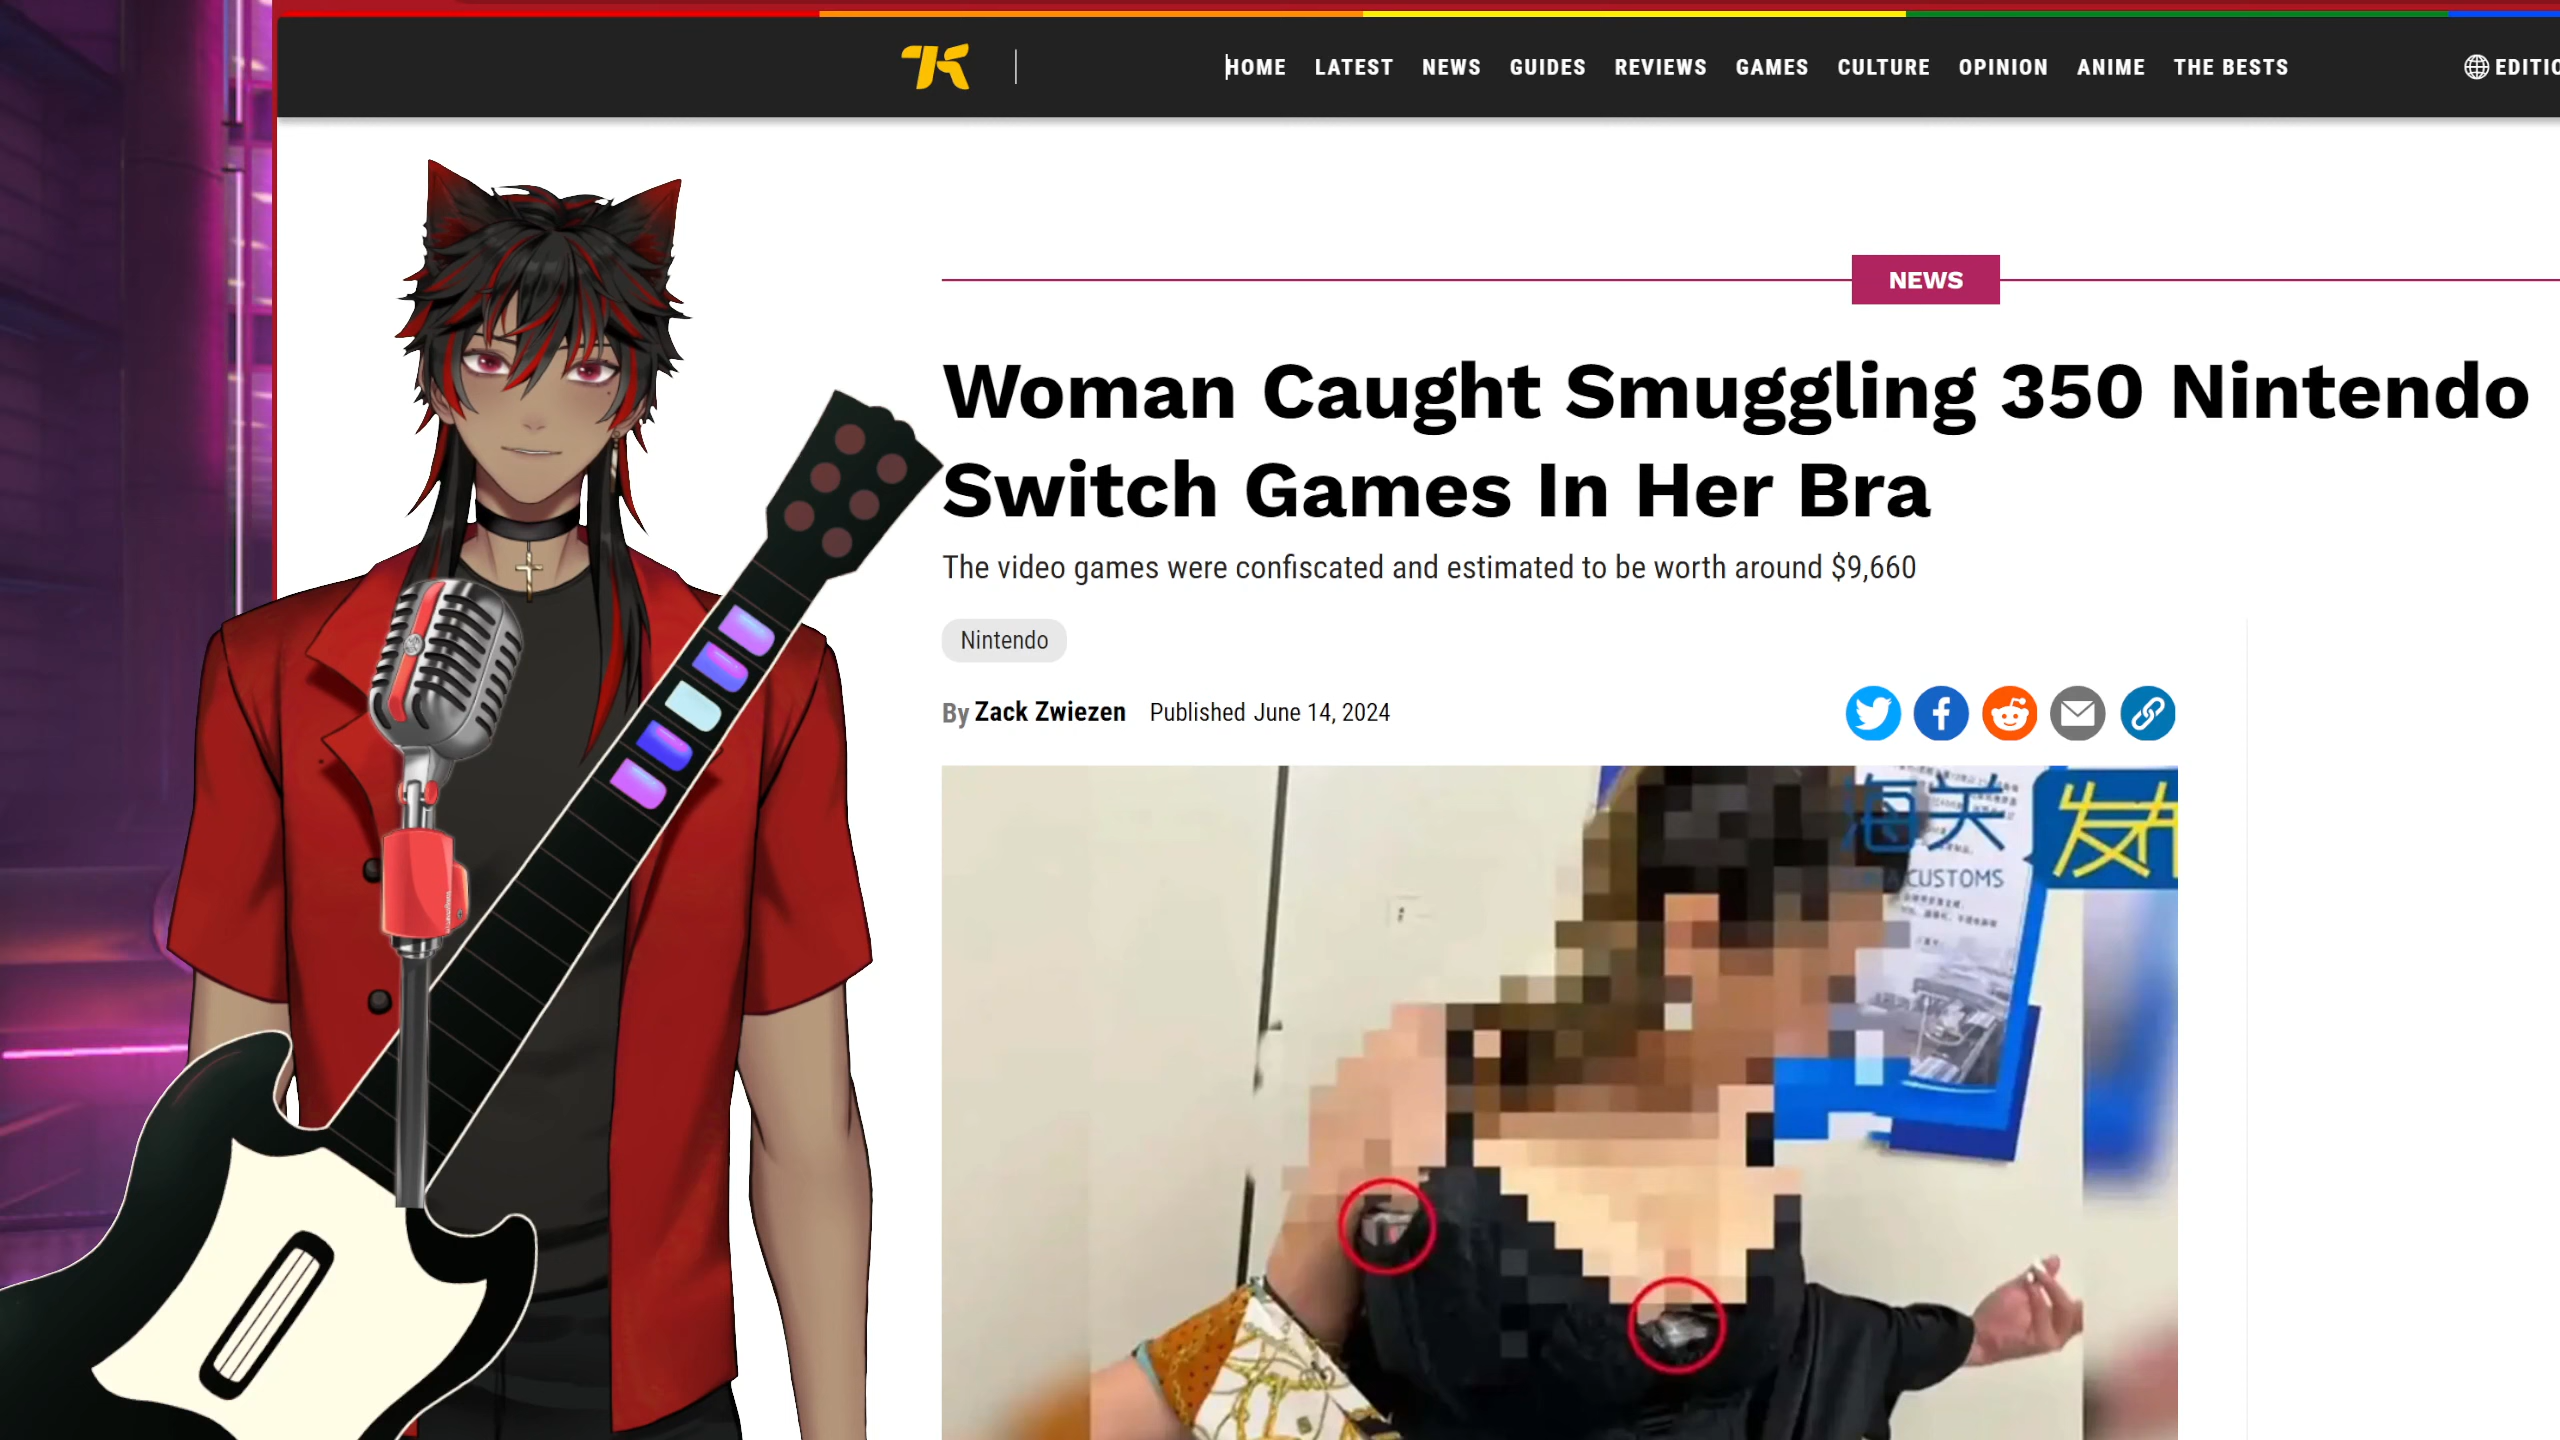 HOME LATEST NEWS GUIDES REVIEWS GAMES CULTURE OPINION ANIME THE BESTS EDITIO
NEWS
Woman Caught Smuggling 350 Nintendo
Switch Games In Her Bra
The video games were confiscated and estimated to be worth around $9,660
Nintendo
By Zack Zwiezen Published June 14, 2024
海关
发布
CUSTOMS